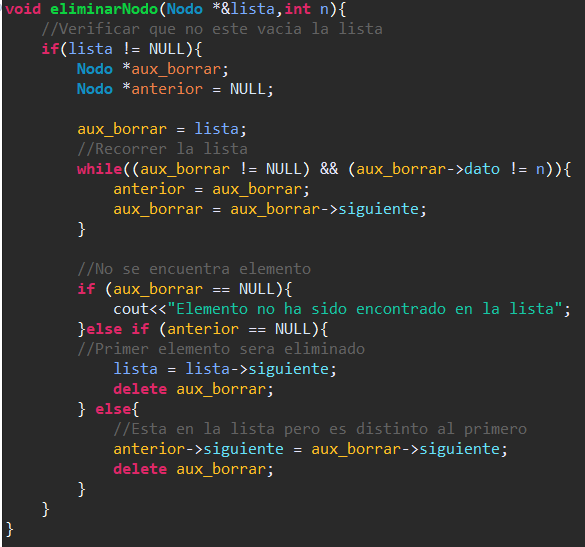 void eliminarNodo(Nodo *&lista,int n){
    //Verificar que no este vacia la lista
    if(lista != NULL){
        Nodo *aux_borrar;
        Nodo *anterior = NULL;

        aux_borrar = lista;
        //Recorrer la lista
        while((aux_borrar != NULL) && (aux_borrar->dato != n)){
            anterior = aux_borrar;
            aux_borrar = aux_borrar->siguiente;
        }

        //No se encuentra elemento
        if (aux_borrar == NULL){
            cout<<"Elemento no ha sido encontrado en la lista";
        }else if (anterior == NULL){
        //Primer elemento sera eliminado
            lista = lista->siguiente;
            delete aux_borrar;
        } else{
            //Esta en la lista pero es distinto al primero
            anterior->siguiente = aux_borrar->siguiente;
            delete aux_borrar;
        }
    }
}